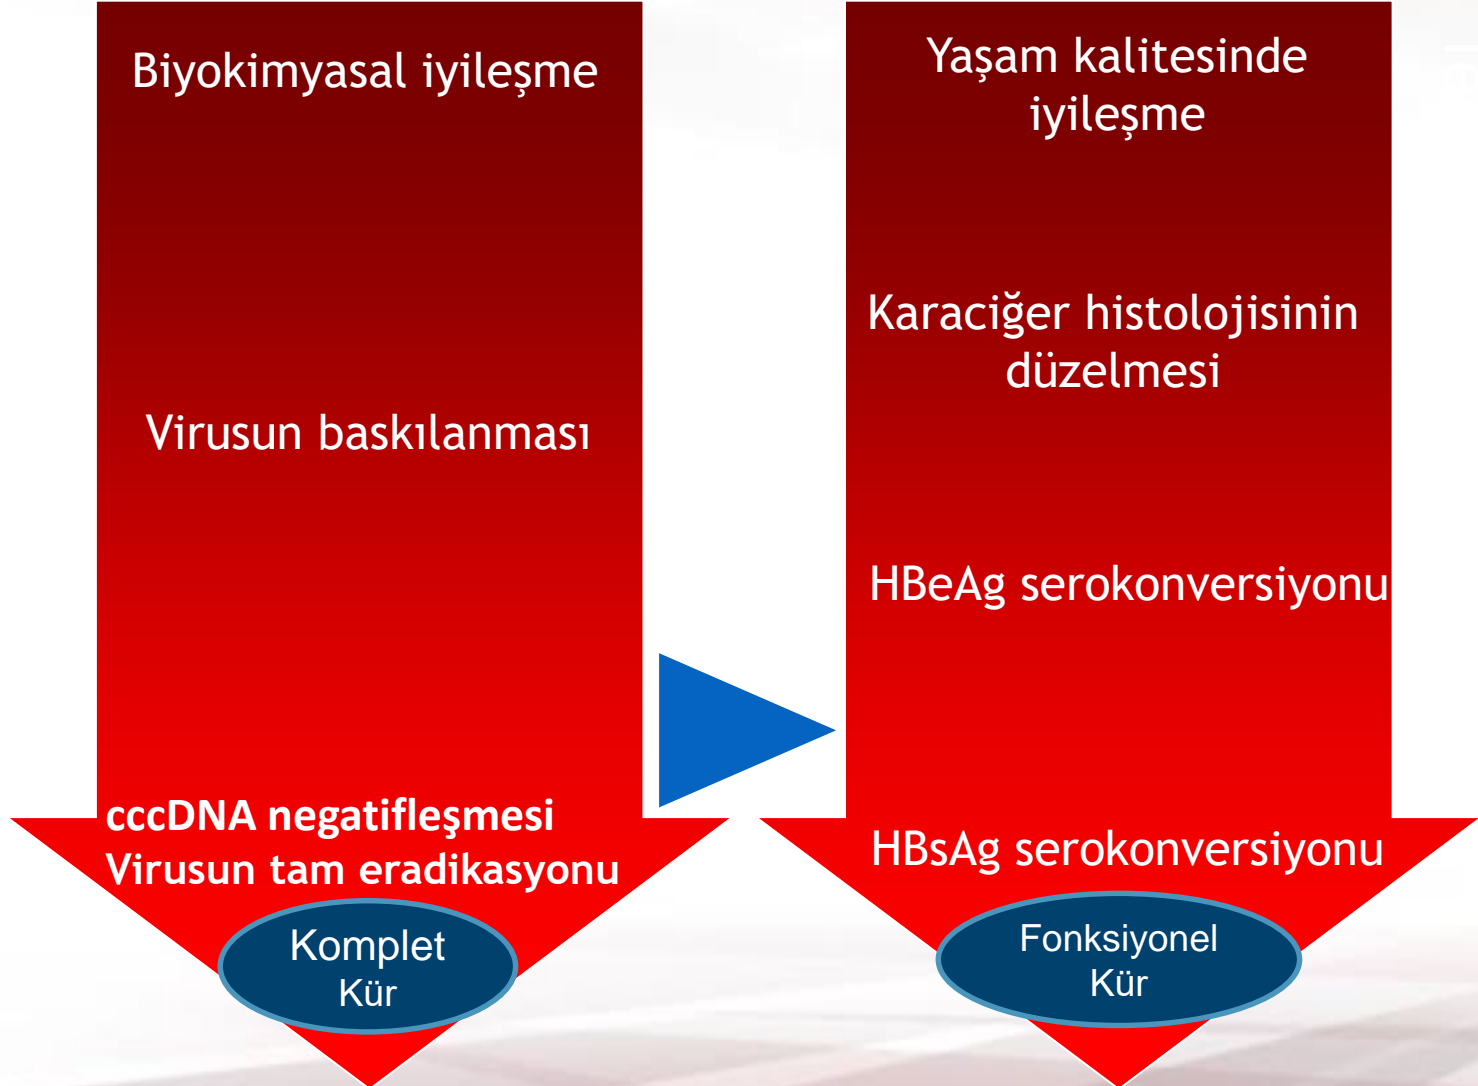 Biyokimyasal iyileşme
Virusun baskılanması
cccDNA negatifleşmesi
Virusun tam eradikasyonu
Komplet
Kür
Yaşam kalitesinde
iyileşme
Karaciğer histolojisinin
düzelmesi
HBeAg serokonversiyonu
HBsAg serokonversiyonu
Fonksiyonel
Kür